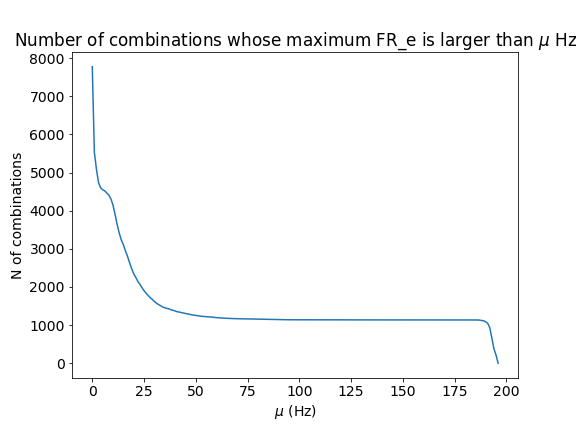 Number of combinations whose maximum FR_e is larger than μ Hz
8000
7000
6000
5000
4000
3000
2000
1000
0
N of combinations
0 25 50 75 100 125 150 175 200
μ (Hz)